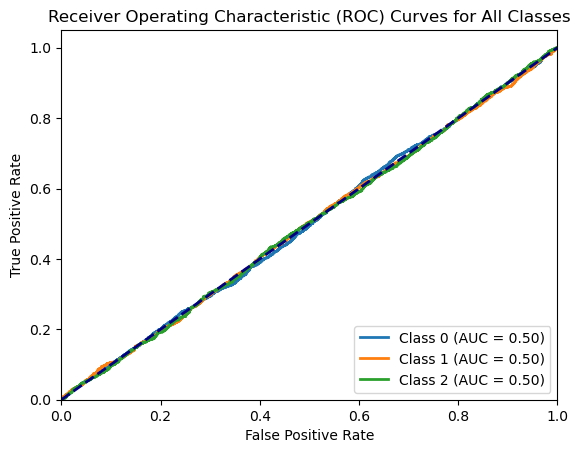 Receiver Operating Characteristic (ROC) Curves for All Classes
True Positive Rate
1.0
0.8
0.6
0.4
0.2
0.0
Class 0 (AUC = 0.50)
Class 1 (AUC = 0.50)
Class 2 (AUC = 0.50)
0.0 0.2 0.4 0.6 0.8 1.0
False Positive Rate